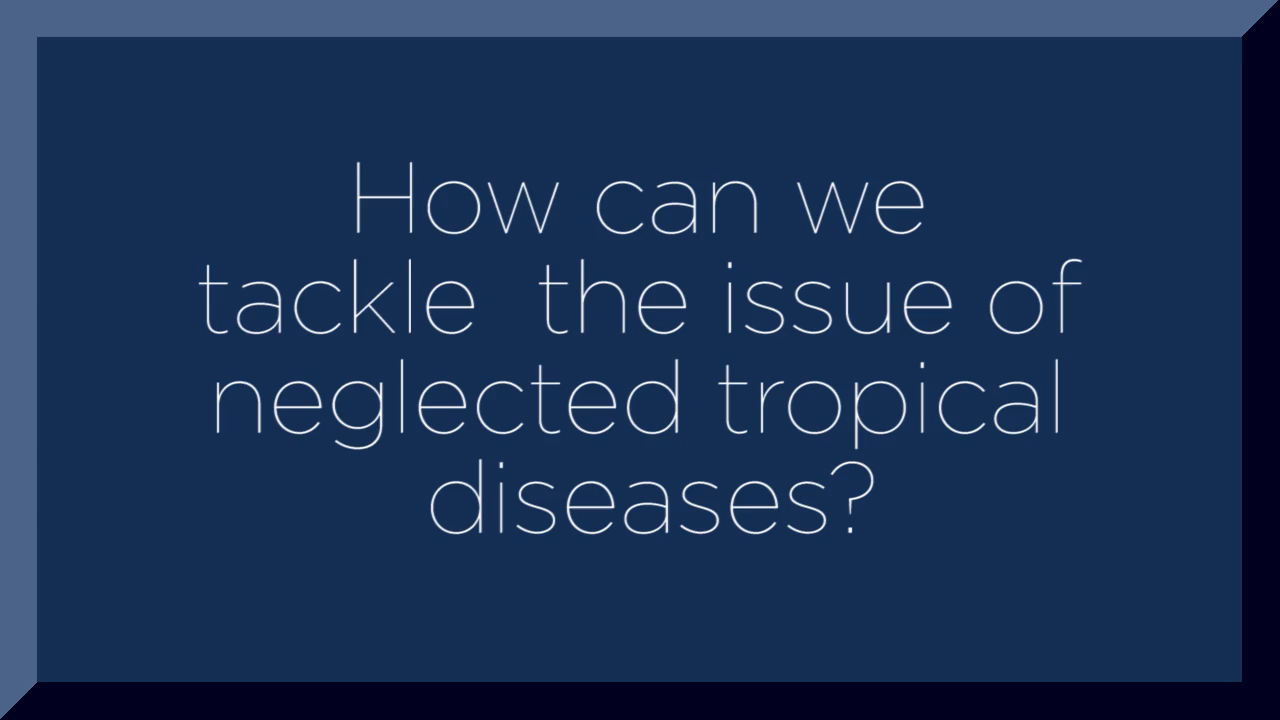 How can we
tackle  the issue of
neglected tropical
diseases?